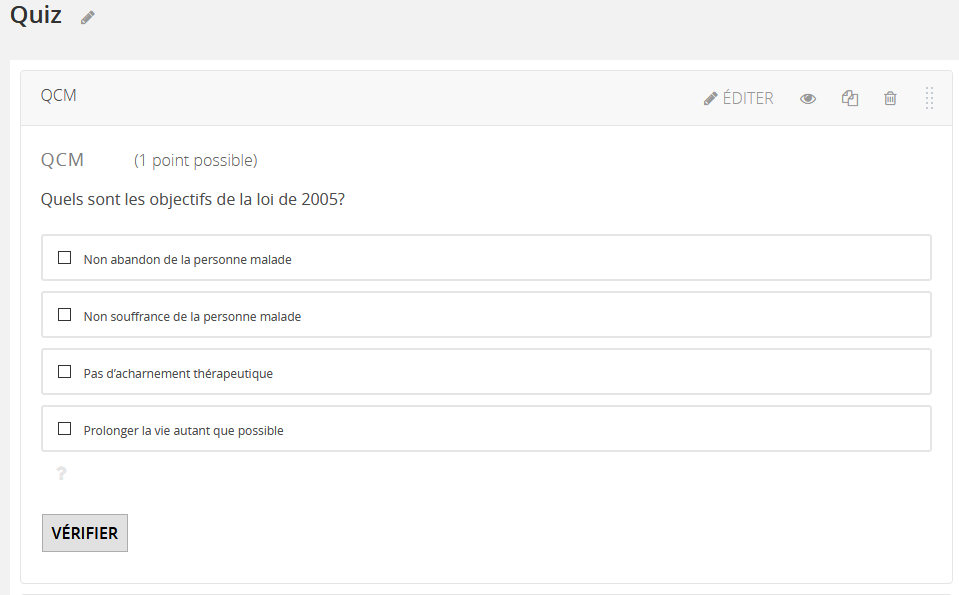 Quiz
QCM
ÉDITER
QCM (1 point possible)
Quels sont les objectifs de la loi de 2005?
Non abandon de la personne malade
Non souffrance de la personne malade
Pas d’acharnement thérapeutique
Prolonger la vie autant que possible
?
VÉRIFIER